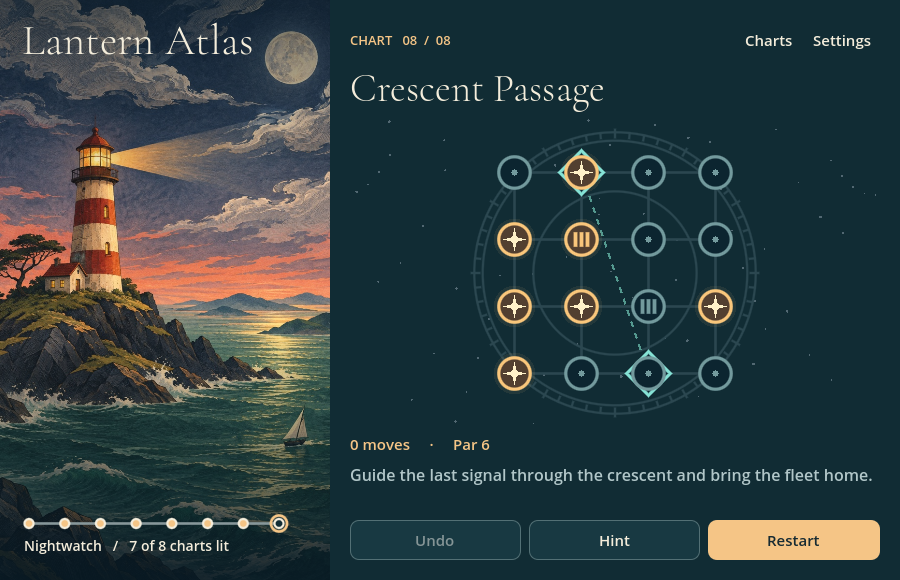 Lantern Atlas
CHART 08 / 08
Charts
Settings
Crescent Passage
0 moves · Par 6
Guide the last signal through the crescent and bring the fleet home.
Nightwatch / 7 of 8 charts lit
Undo
Hint
Restart